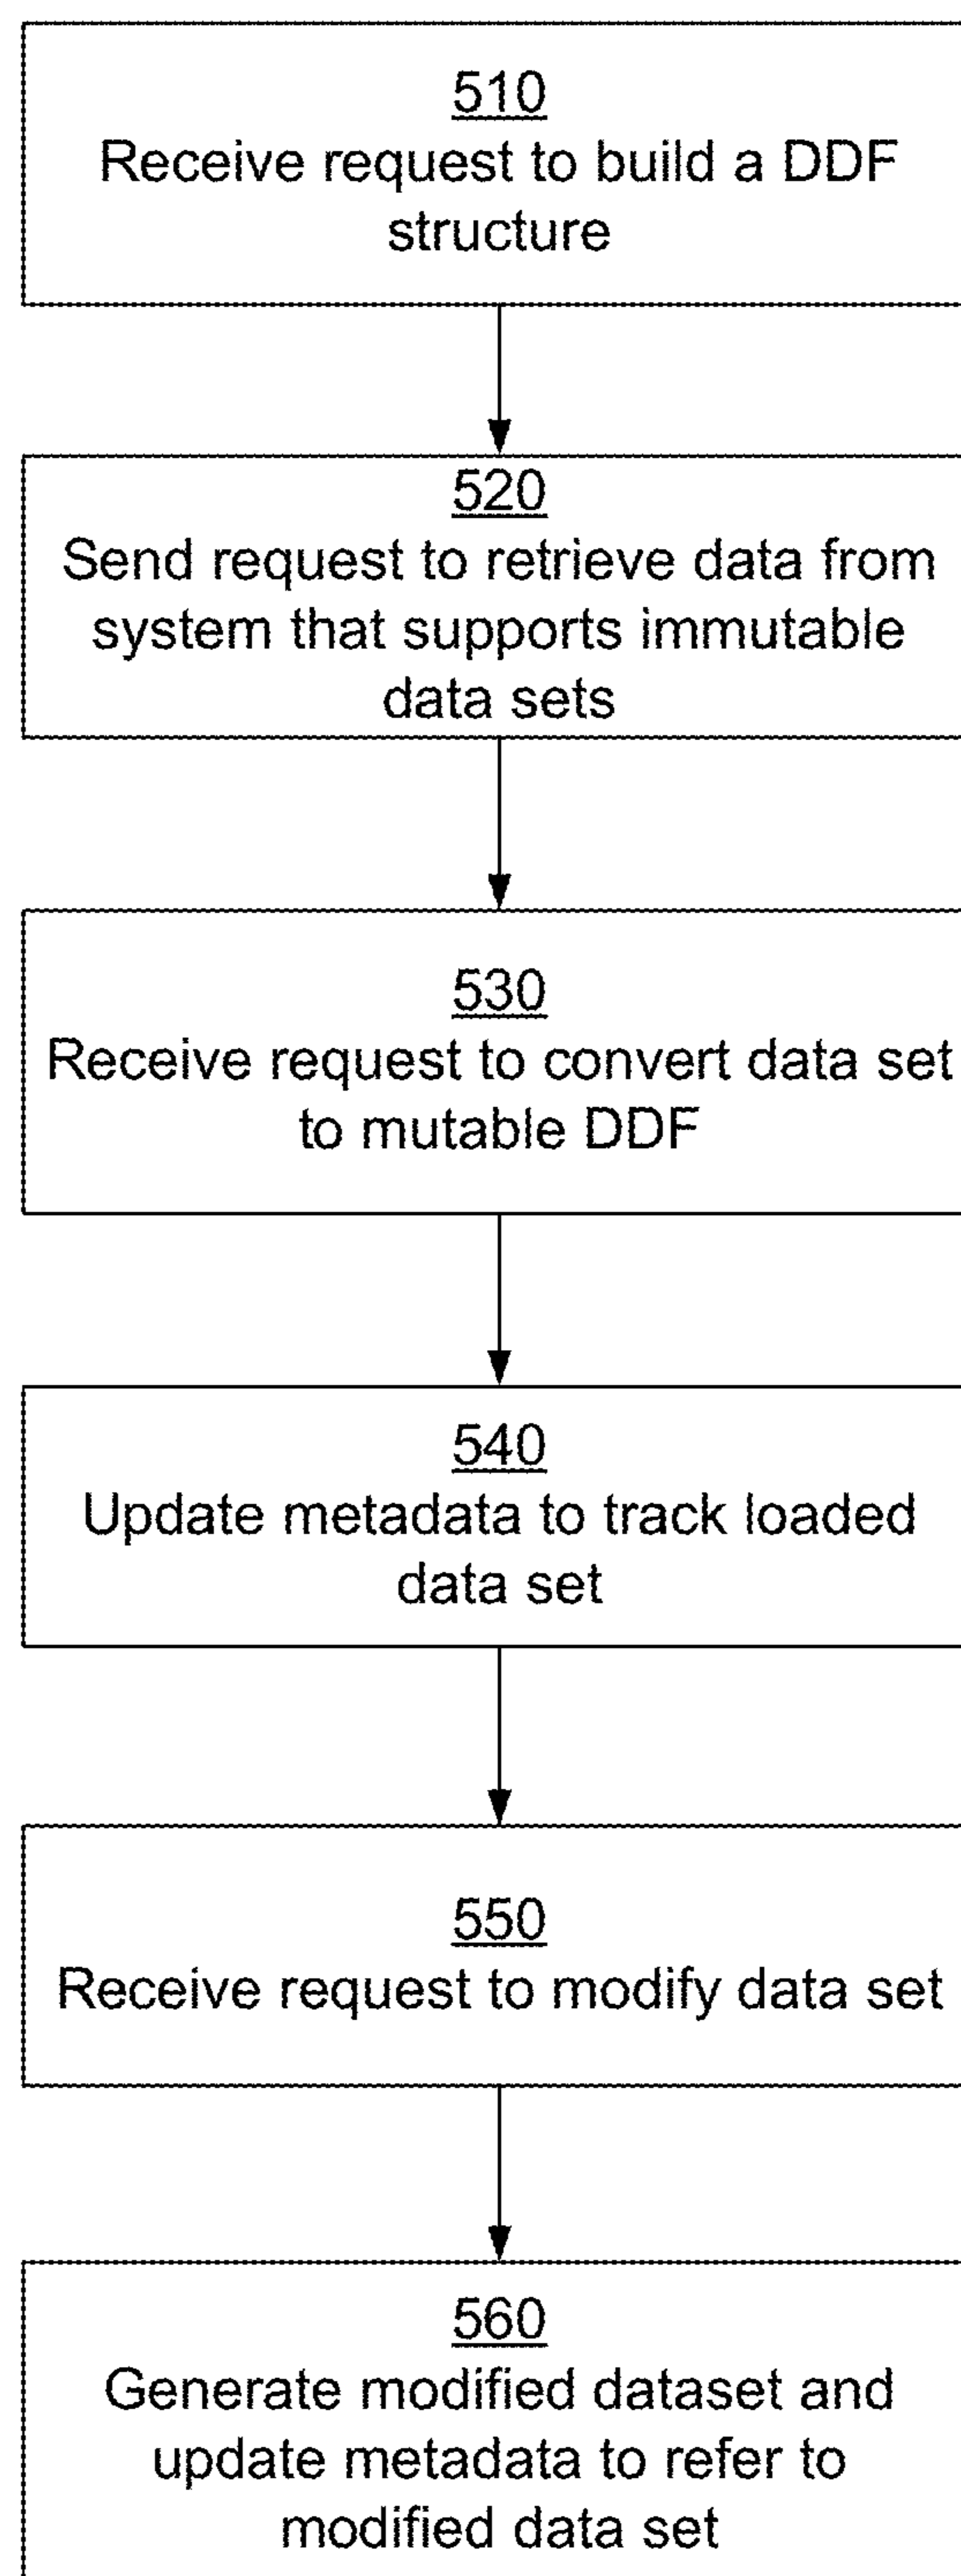 510
Receive request to build a DDF
structure
520
Send request to retrieve data from
system that supports immutable
data sets
530
Receive request to convert data set
to mutable DDF
540
Update metadata to track loaded
data set
550
Receive request to modify data set
560
Generate modified dataset and
update metadata to refer to
modified data set